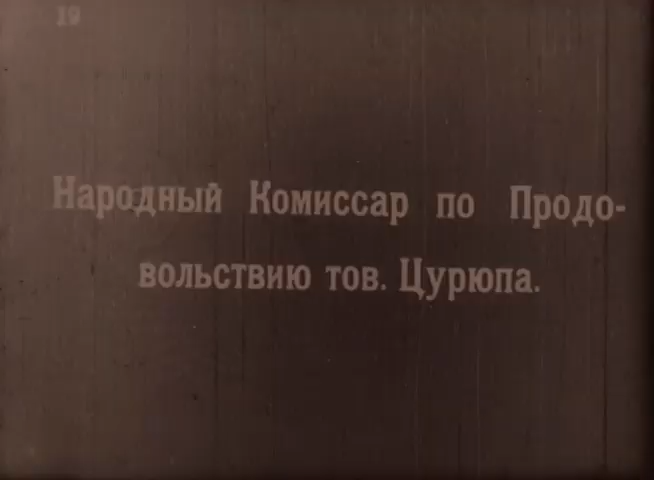 19
Народный Комиссар по Продо-
вольствию тов. Цурюпа.